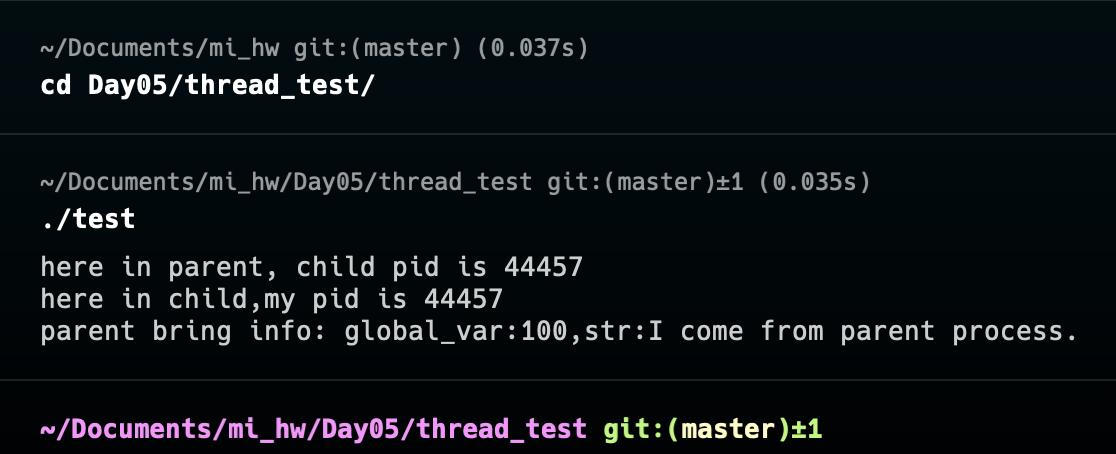 ~/Documents/mi_hw git:(master) (0.037s)
cd Day05/thread_test/
~/Documents/mi_hw/Day05/thread_test git:(master)±1 (0.035s)
./test
here in parent, child pid is 44457
here in child,my pid is 44457
parent bring info: global_var:100,str:I come from parent process.
~/Documents/mi_hw/Day05/thread_test git:(master)±1